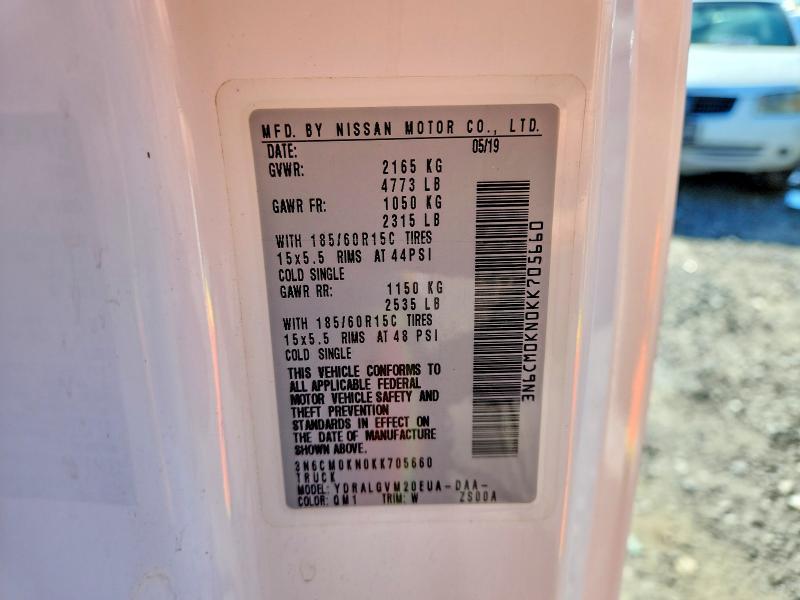 MFD. BY NISSAN MOTOR CO., LTD.
DATE: 05/19
GVWR: 2165 KG
4773 LB
GAWR FR: 1050 KG
2315 LB
WITH 185/60R15C TIRES
15x5.5 RIMS AT 44PSI
COLD SINGLE
GAWR RR: 1150 KG
2535 LB
WITH 185/60R15C TIRES
15x5.5 RIMS AT 48 PSI
COLD SINGLE
THIS VEHICLE CONFORMS TO
ALL APPLICABLE FEDERAL
MOTOR VEHICLE SAFETY AND
THEFT PREVENTION
STANDARDS IN EFFECT ON
THE DATE OF MANUFACTURE
SHOWN ABOVE.
3N6CM0KN0KK705660
TRUCK
MODEL: YDRALGVM20EUA-DAA-
COLOR: QM1 TRIM: W ZS00A
3N6CM0KN0KK705660